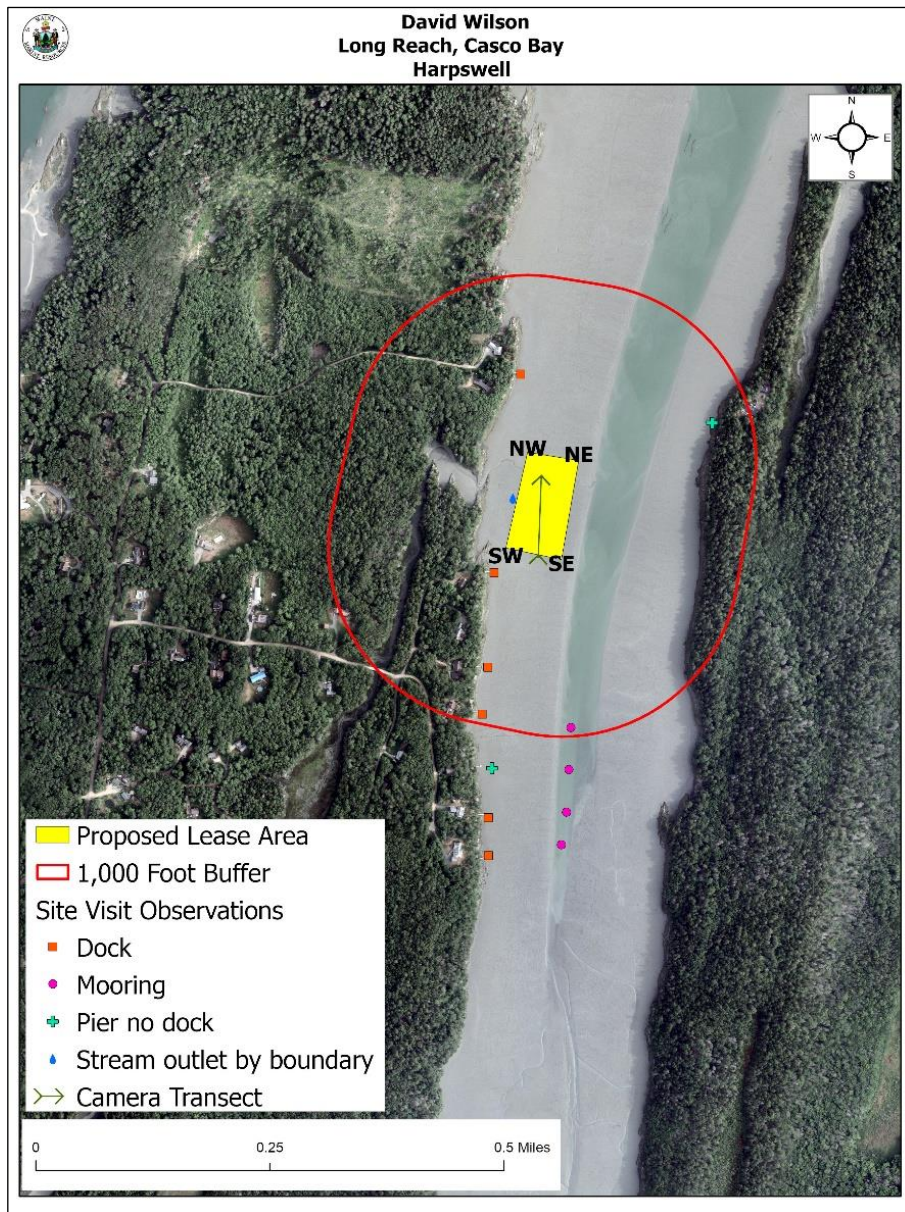 David Wilson
Long Reach, Casco Bay
Harpswell
MAINE
N
W E
S
NW NE
SW SE
Proposed Lease Area
1,000 Foot Buffer
Site Visit Observations
Dock
Mooring
Pier no dock
Stream outlet by boundary
Camera Transect
0 0.25 0.5 Miles